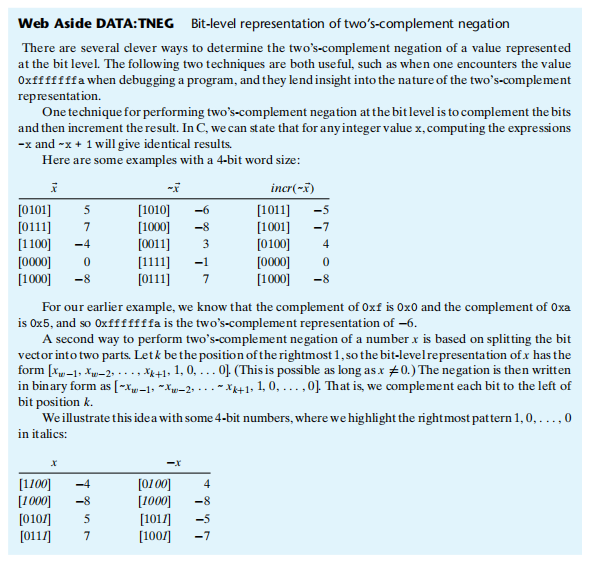 Web Aside DATA:TNEG Bit-level representation of two's-complement negation
There are several clever ways to determine the two's-complement negation of a value represented
at the bit level. The following two techniques are both useful, such as when one encounters the value
0xfffffffa when debugging a program, and they lend insight into the nature of the two's-complement
representation.
One technique for performing two's-complement negation at the bit level is to complement the bits
and then increment the result. In C, we can state that for any integer value x, computing the expressions
-x and ~x + 1 will give identical results.
Here are some examples with a 4-bit word size:
x⃗ ~x⃗ incr(~x⃗)
[0101] 5 [1010] −6 [1011] −5
[0111] 7 [1000] −8 [1001] −7
[1100] −4 [0011] 3 [0100] 4
[0000] 0 [1111] −1 [0000] 0
[1000] −8 [0111] 7 [1000] −8
For our earlier example, we know that the complement of 0xf is 0x0 and the complement of 0xa
is 0x5, and so 0xfffffffa is the two's-complement representation of −6.
A second way to perform two's-complement negation of a number x is based on splitting the bit
vector into two parts. Let k be the position of the rightmost 1, so the bit-level representation of x has the
form [xw−1, xw−2, . . . , xk+1, 1, 0, . . . 0]. (This is possible as long as x ≠ 0.) The negation is then written
in binary form as [~xw−1, ~xw−2, . . . ~ xk+1, 1, 0, . . . , 0]. That is, we complement each bit to the left of
bit position k.
We illustrate this idea with some 4-bit numbers, where we highlight the rightmost pattern 1, 0, . . . , 0
in italics:
x −x
[1100] −4 [0100] 4
[1000] −8 [1000] −8
[0101] 5 [1011] −5
[0111] 7 [1001] −7